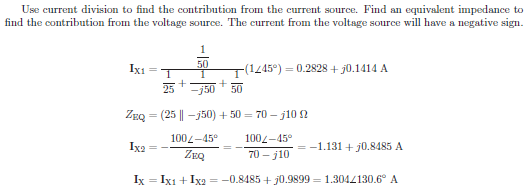 Use current division to find the contribution from the current source. Find an equivalent impedance to
find the contribution from the voltage source. The current from the voltage source will have a negative sign.
I_X1 = (1/50) / (1/25 + 1/(−j50) + 1/50) (1∠45°) = 0.2828 + j0.1414 A
Z_EQ = (25 ∥ −j50) + 50 = 70 − j10 Ω
I_X2 = − 100∠−45° / Z_EQ = − 100∠−45° / (70 − j10) = −1.131 + j0.8485 A
I_X = I_X1 + I_X2 = −0.8485 + j0.9899 = 1.304∠130.6° A